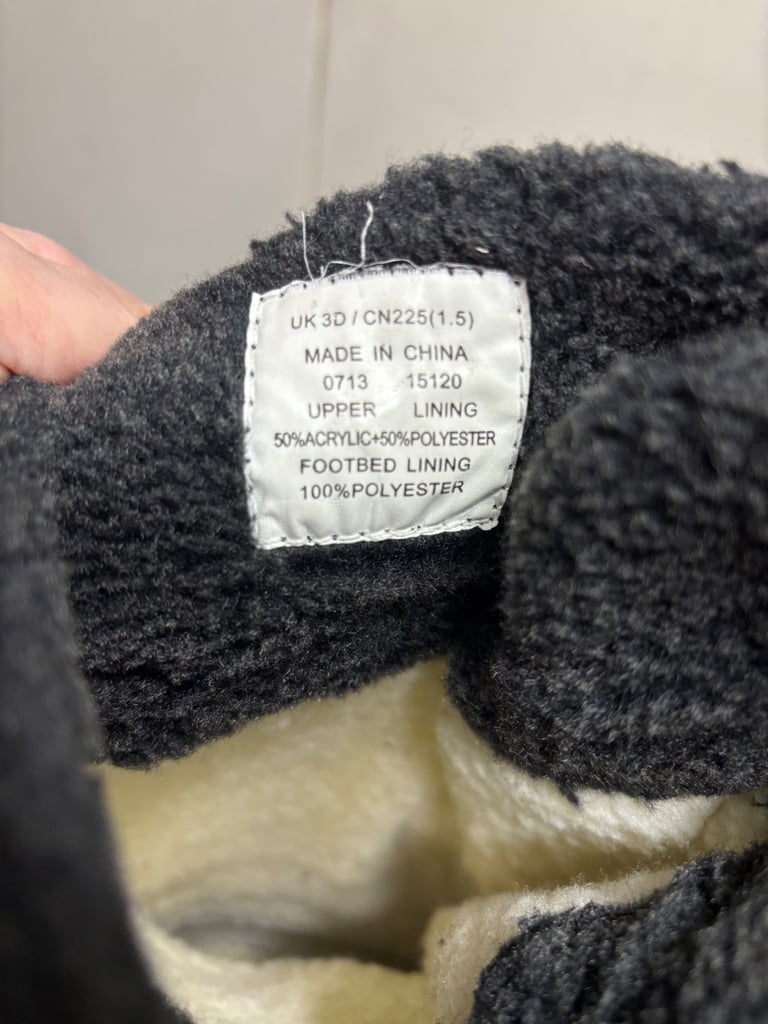 UK 3D / CN225(1.5)
MADE IN CHINA
0713 15120
UPPER LINING
50%ACRYLIC+50%POLYESTER
FOOTBED LINING
100%POLYESTER